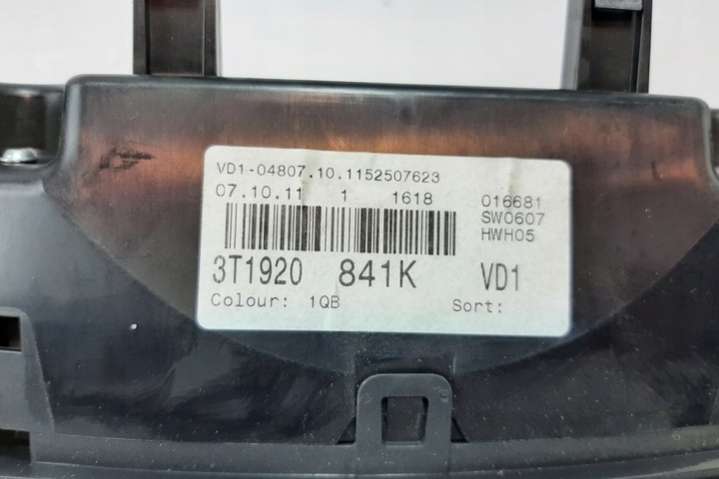 VD1-04807.10.1152507623
07.10.11 1 1618 016681
SW0607
HWH05
3T1920 841K VD1
Colour: 1QB Sort: